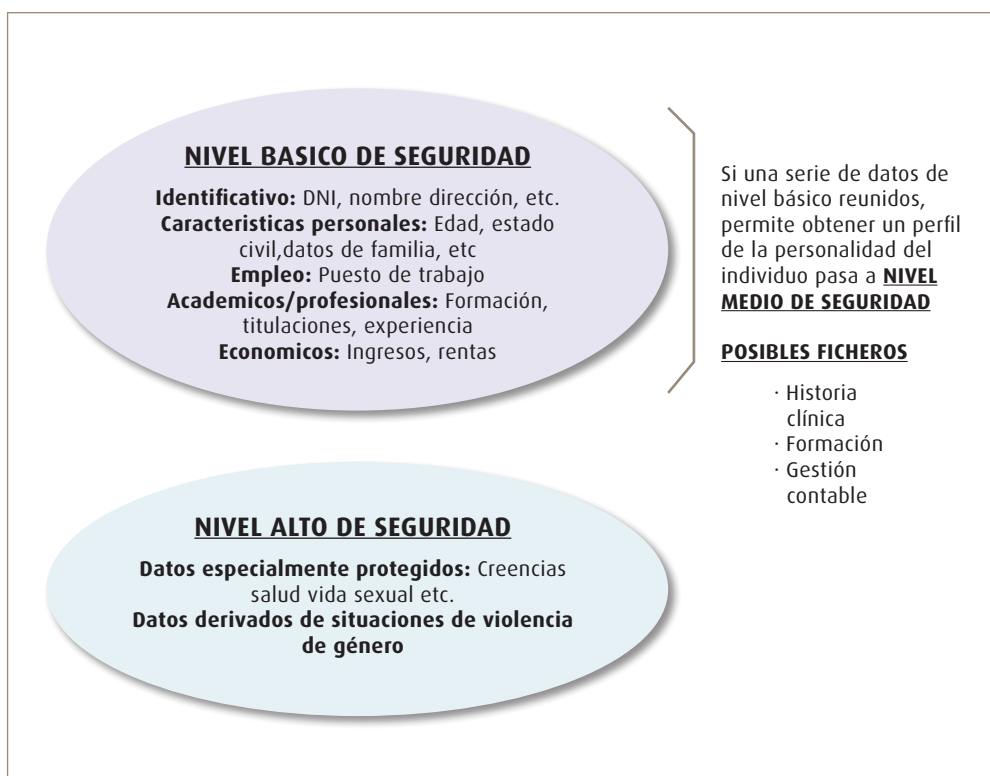 NIVEL BASICO DE SEGURIDAD
Identificativo: DNI, nombre dirección, etc.
Caracteristicas personales: Edad, estado
civil,datos de familia, etc
Empleo: Puesto de trabajo
Academicos/profesionales: Formación,
titulaciones, experiencia
Economicos: Ingresos, rentas
Si una serie de datos de
nivel básico reunidos,
permite obtener un perfil
de la personalidad del
individuo pasa a NIVEL
MEDIO DE SEGURIDAD
POSIBLES FICHEROS
· Historia
clínica
· Formación
· Gestión
contable
NIVEL ALTO DE SEGURIDAD
Datos especialmente protegidos: Creencias
salud vida sexual etc.
Datos derivados de situaciones de violencia
de género